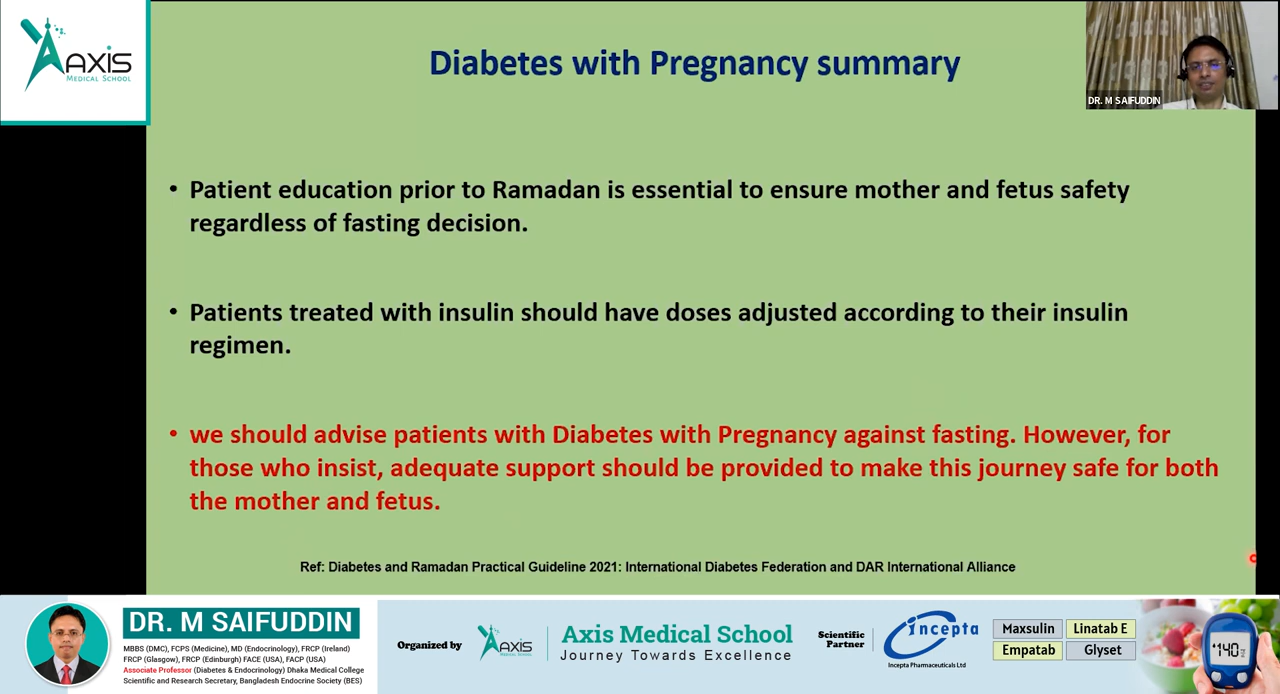 AXIS
MEDICAL SCHOOL
Diabetes with Pregnancy summary
DR. M SAIFUDDIN
• Patient education prior to Ramadan is essential to ensure mother and fetus safety
regardless of fasting decision.
• Patients treated with insulin should have doses adjusted according to their insulin
regimen.
• we should advise patients with Diabetes with Pregnancy against fasting. However, for
those who insist, adequate support should be provided to make this journey safe for both
the mother and fetus.
Ref: Diabetes and Ramadan Practical Guideline 2021: International Diabetes Federation and DAR International Alliance
DR. M SAIFUDDIN
MBBS (DMC), FCPS (Medicine), MD (Endocrinology), FRCP (Ireland)
FRCP (Glasgow), FRCP (Edinburgh) FACE (USA), FACP (USA)
Associate Professor (Diabetes & Endocrinology) Dhaka Medical College
Scientific and Research Secretary, Bangladesh Endocrine Society (BES)
Organized by
AXIS
MEDICAL SCHOOL
Axis Medical School
Journey Towards Excellence
Scientific
Partner
incepta
Incepta Pharmaceuticals Ltd
Maxsulin
Linatab E
Empatab
Glyset
140